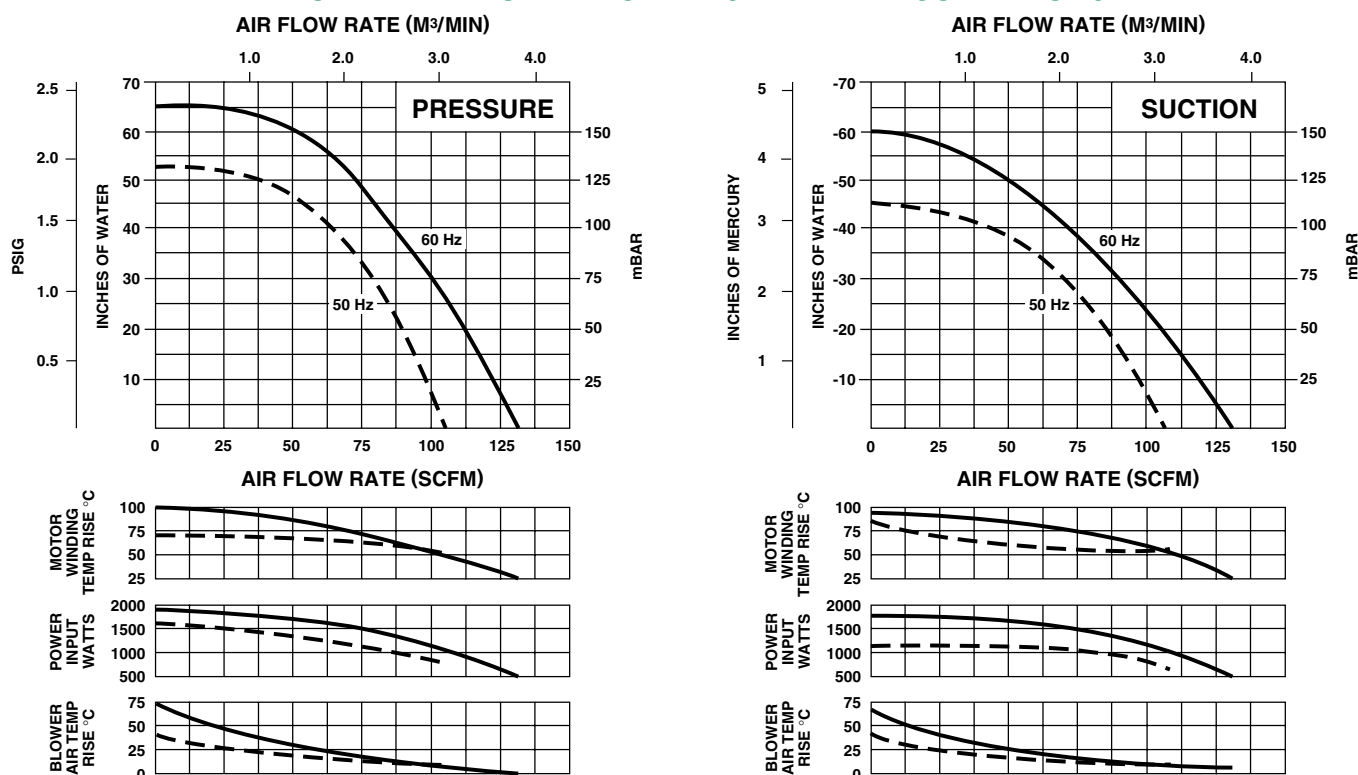 AIR FLOW RATE (M3/MIN)
1.0 2.0 3.0 4.0
PRESSURE
PSIG
2.5
2.0
1.5
1.0
0.5
INCHES OF WATER
70
60
50
40
30
20
10
60 Hz
50 Hz
mBAR
150
125
100
75
50
25
0 25 50 75 100 125 150
AIR FLOW RATE (SCFM)
MOTOR
WINDING
TEMP RISE °C
100
75
50
25
POWER
INPUT
WATTS
2000
1500
1000
500
BLOWER
AIR TEMP
RISE °C
75
50
25
0
AIR FLOW RATE (M3/MIN)
1.0 2.0 3.0 4.0
SUCTION
INCHES OF MERCURY
5
4
3
2
1
INCHES OF WATER
-70
-60
-50
-40
-30
-20
-10
60 Hz
50 Hz
mBAR
150
125
100
75
50
25
0 25 50 75 100 125 150
AIR FLOW RATE (SCFM)
MOTOR
WINDING
TEMP RISE °C
100
75
50
25
POWER
INPUT
WATTS
2000
1500
1000
500
BLOWER
AIR TEMP
RISE °C
75
50
25
0